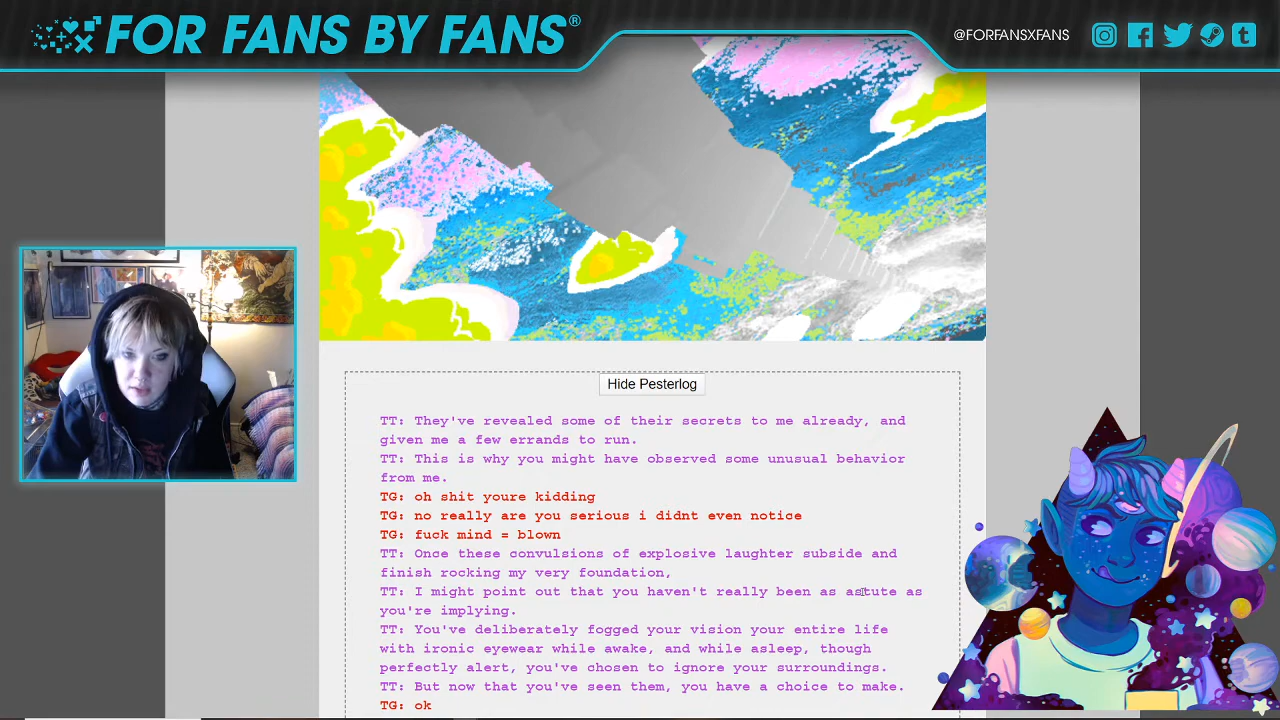 FOR FANS BY FANS®
@FORFANSXFANS
Hide Pesterlog
TT: They've revealed some of their secrets to me already, and
given me a few errands to run.
TT: This is why you might have observed some unusual behavior
from me.
TG: oh shit youre kidding
TG: no really are you serious i didnt even notice
TG: fuck mind = blown
TT: Once these convulsions of explosive laughter subside and
finish rocking my very foundation,
TT: I might point out that you haven't really been as astute as
you're implying.
TT: You've deliberately fogged your vision your entire life
with ironic eyewear while awake, and while asleep, though
perfectly alert, you've chosen to ignore your surroundings.
TT: But now that you've seen them, you have a choice to make.
TG: ok